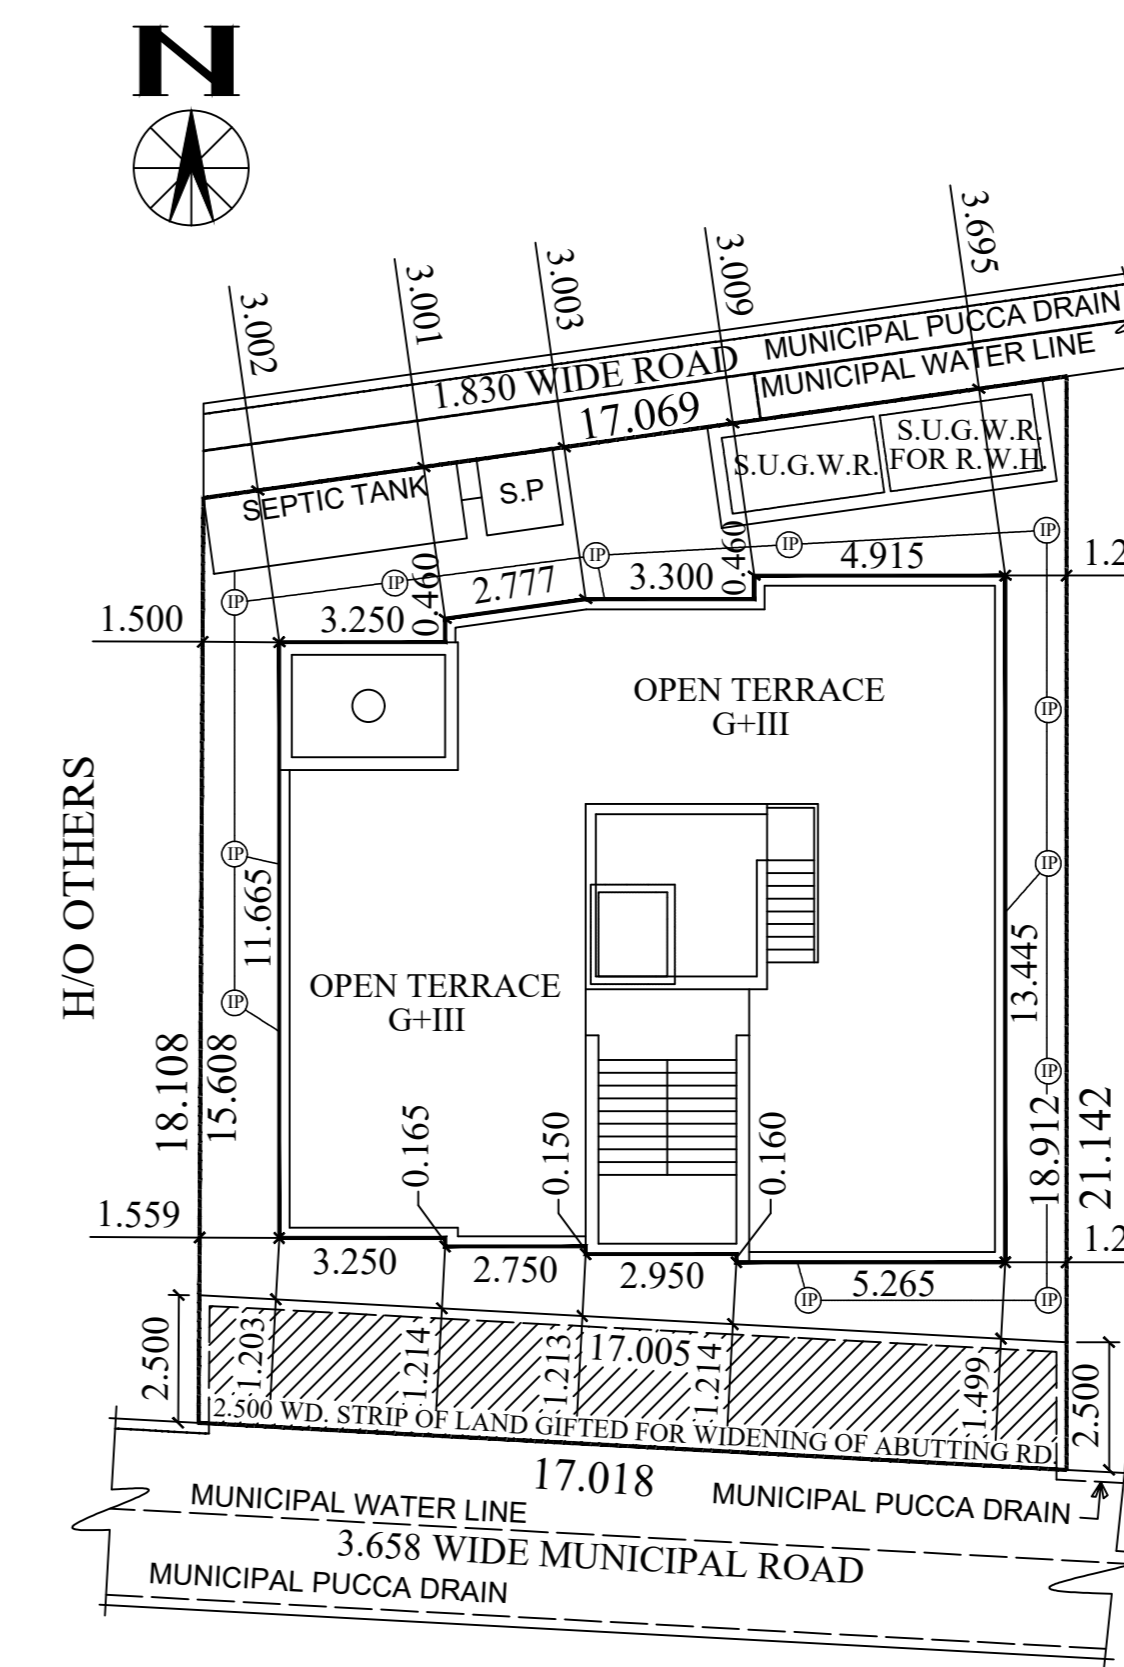 N
3.002
3.001
3.003
3.009
3.695
1.830 WIDE ROAD
MUNICIPAL PUCCA DRAIN
MUNICIPAL WATER LINE
17.069
SEPTIC TANK
S.P
S.U.G.W.R.
S.U.G.W.R.
FOR R.W.H.
IP
IP
IP
IP
IP
1.500
3.250
0.460
2.777
3.300
0.460
4.915
1.2
OPEN TERRACE
G+III
IP
H/O OTHERS
IP
11.665
IP
IP
13.445
OPEN TERRACE
G+III
IP
IP
18.108
15.608
18.912
21.142
0.165
0.150
0.160
1.559
3.250
2.750
2.950
5.265
1.2
IP
IP
2.500
1.203
1.214
1.213
17.005
1.214
1.499
2.500
2.500 WD. STRIP OF LAND GIFTED FOR WIDENING OF ABUTTING RD.
17.018
MUNICIPAL WATER LINE
MUNICIPAL PUCCA DRAIN
3.658 WIDE MUNICIPAL ROAD
MUNICIPAL PUCCA DRAIN